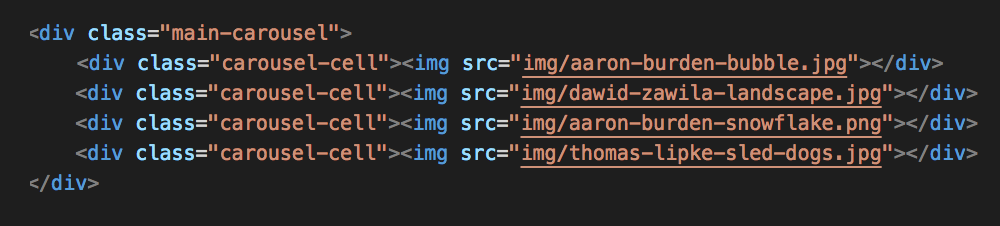 <div class="main-carousel">
<div class="carousel-cell"><img src="img/aaron-burden-bubble.jpg"></div>
<div class="carousel-cell"><img src="img/dawid-zawila-landscape.jpg"></div>
<div class="carousel-cell"><img src="img/aaron-burden-snowflake.png"></div>
<div class="carousel-cell"><img src="img/thomas-lipke-sled-dogs.jpg"></div>
</div>